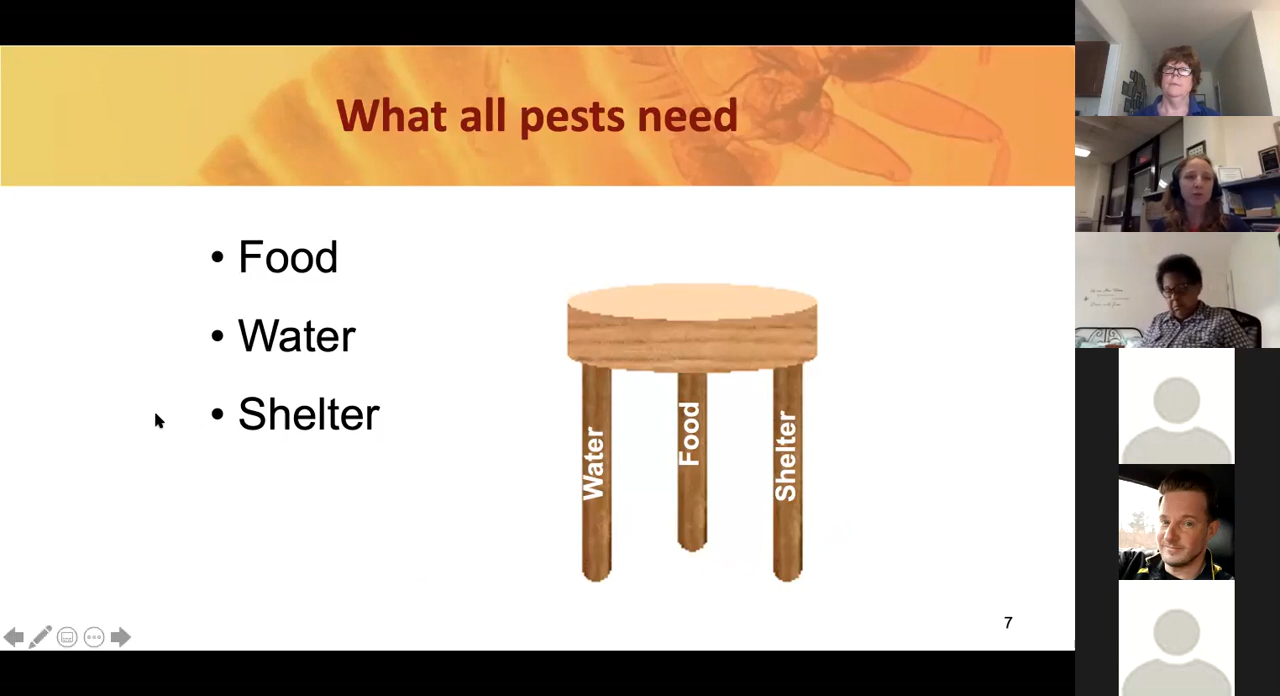 What all pests need
• Food
• Water
• Shelter
Water
Food
Shelter
7